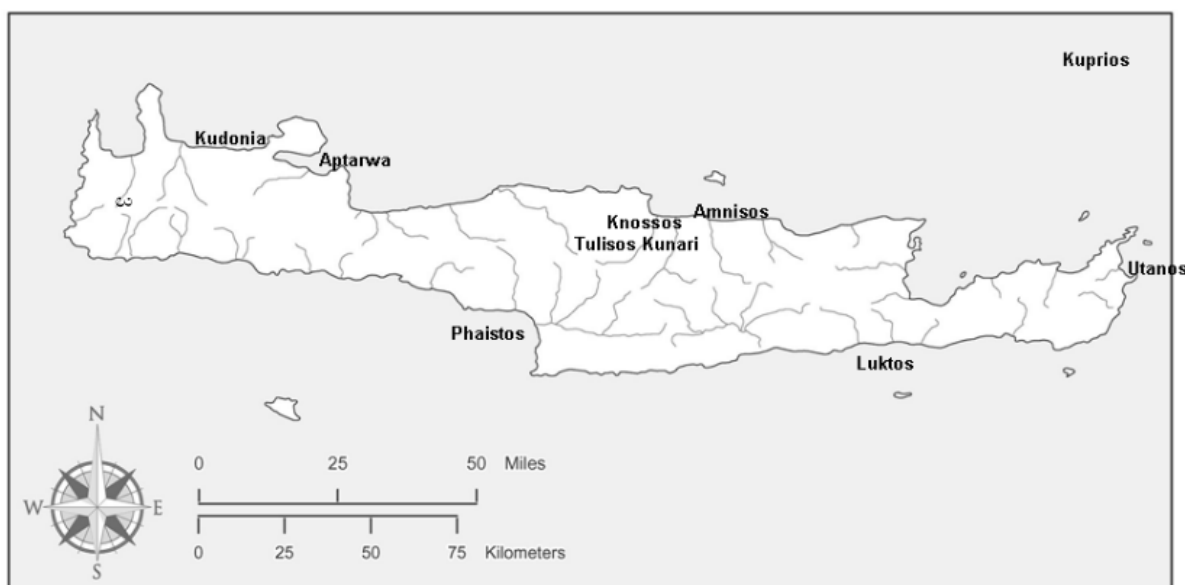 Kuprios
Kudonia
Aptarwa
Knossos
Amnisos
Tulisos Kunari
Utanos
Phaistos
Luktos
N
W E
S
0 25 50 Miles
0 25 50 75 Kilometers